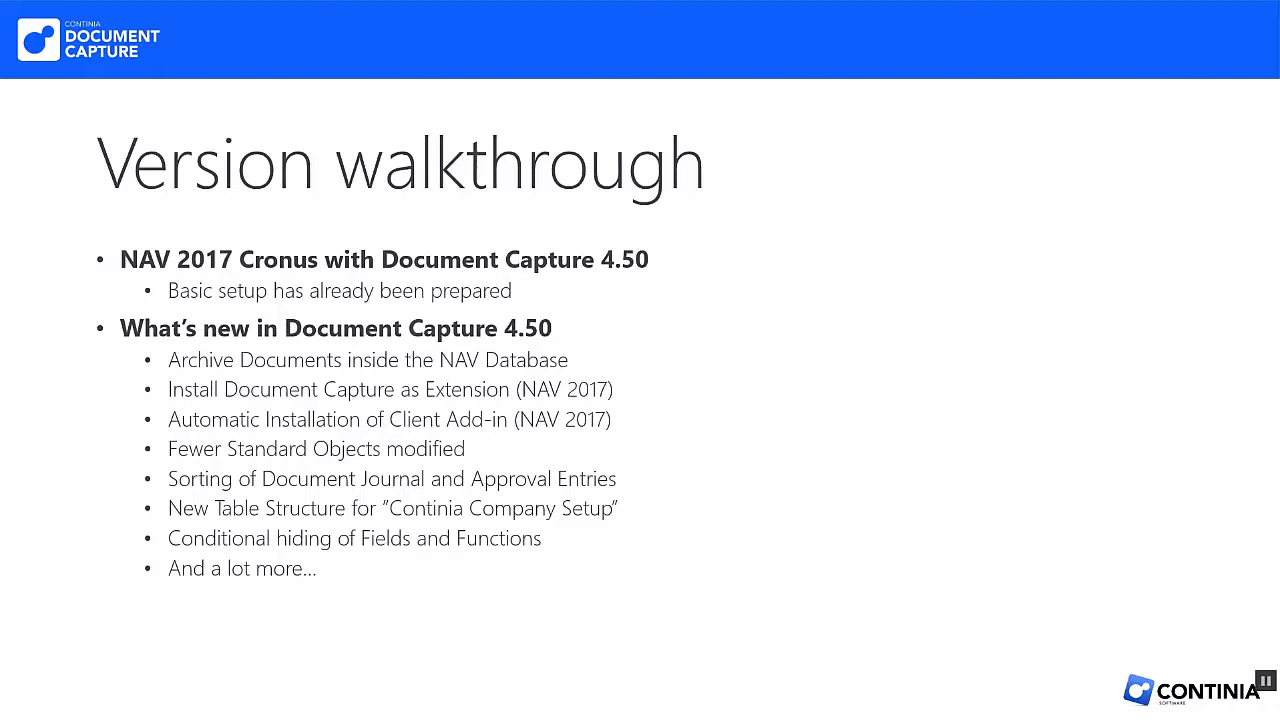 CONTINIA
DOCUMENT
CAPTURE
Version walkthrough
• NAV 2017 Cronus with Document Capture 4.50
• Basic setup has already been prepared
• What's new in Document Capture 4.50
• Archive Documents inside the NAV Database
• Install Document Capture as Extension (NAV 2017)
• Automatic Installation of Client Add-in (NAV 2017)
• Fewer Standard Objects modified
• Sorting of Document Journal and Approval Entries
• New Table Structure for ”Continia Company Setup”
• Conditional hiding of Fields and Functions
• And a lot more...
CONTINIA
SOFTWARE